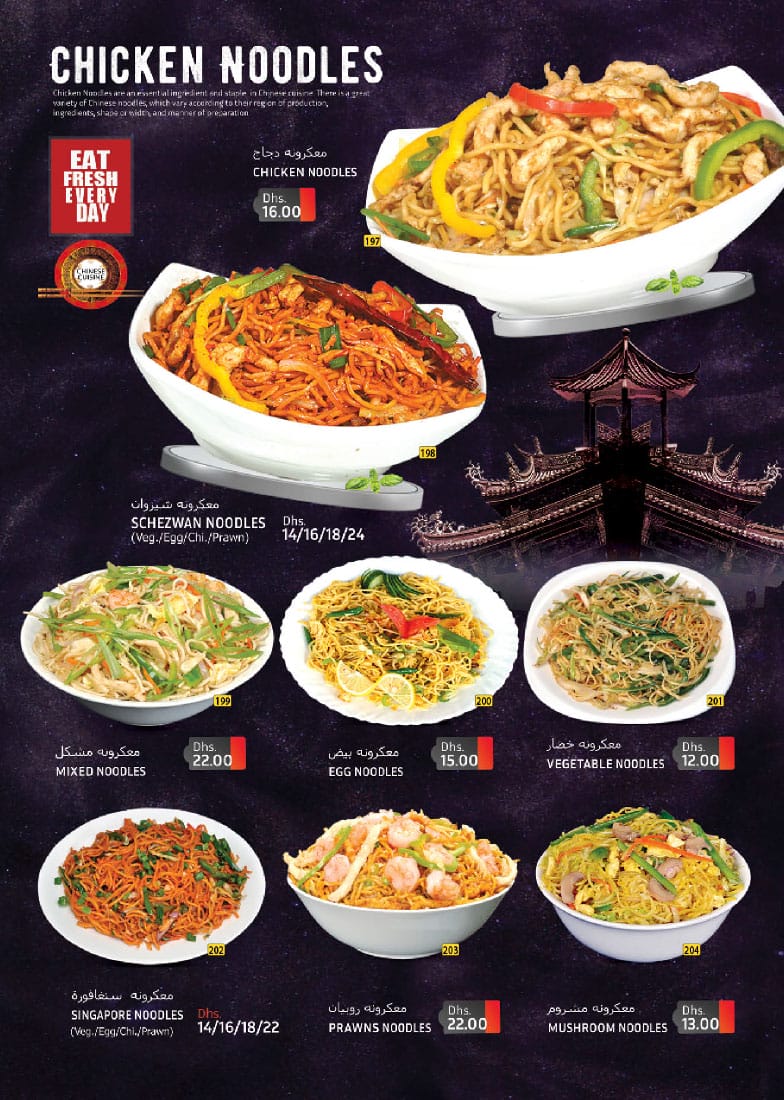 CHICKEN NOODLES
Chicken Noodles are an essential ingredient and staple in Chinese cuisine. There is a great
variety of Chinese noodles, which vary according to their region of production,
ingredients, shape or width, and manner of preparation
EAT
FRESH
EVERY
DAY
CHINESE
CUISINE
معكرونه دجاج
CHICKEN NOODLES
Dhs.
16.00
197
198
معكرونه شيزوان
SCHEZWAN NOODLES
(Veg./Egg/Chi./Prawn)
Dhs.
14/16/18/24
199
200
201
معكرونه مشكل
MIXED NOODLES
Dhs.
22.00
معكرونه بيض
EGG NOODLES
Dhs.
15.00
معكرونه خضار
VEGETABLE NOODLES
Dhs.
12.00
202
203
204
معكرونه سنغافورة
SINGAPORE NOODLES
(Veg./Egg/Chi./Prawn)
Dhs.
14/16/18/22
معكرونه روبيان
PRAWNS NOODLES
Dhs.
22.00
معكرونه مشروم
MUSHROOM NOODLES
Dhs.
13.00